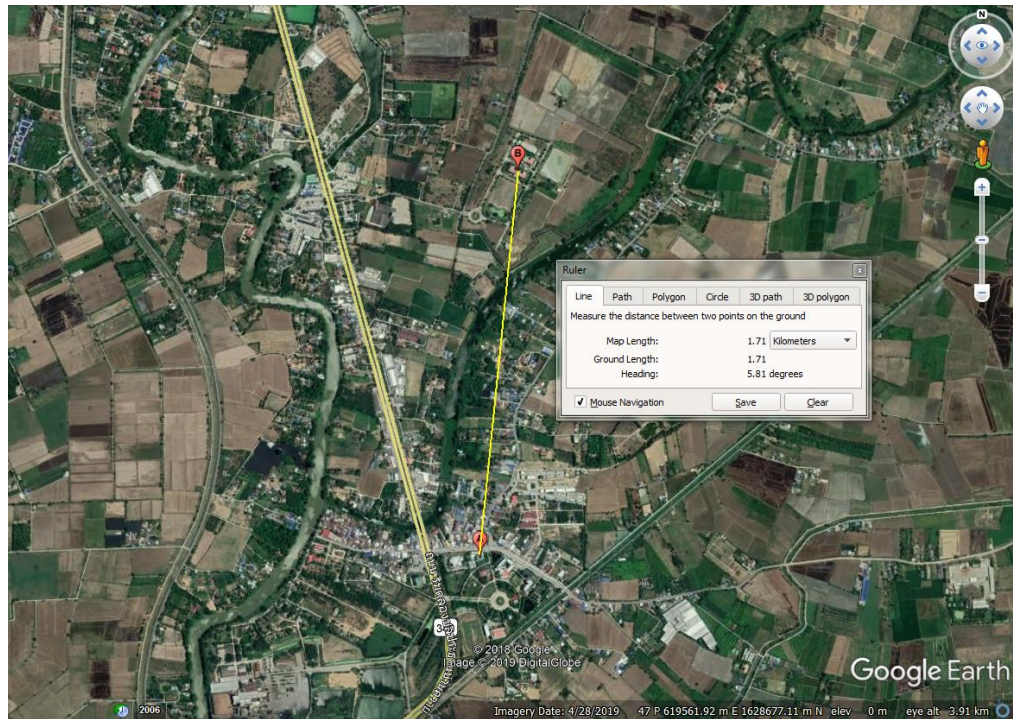 N
B
Ruler
Line Path Polygon Circle 3D path 3D polygon
Measure the distance between two points on the ground
Map Length: 1.71 Kilometers
Ground Length: 1.71
Heading: 5.81 degrees
Mouse Navigation Save Clear
© 2018 Google
Image © 2019 DigitalGlobe
Google Earth
2006
Imagery Date: 4/28/2019 47 P 619561.92 m E 1628677.11 m N elev 0 m eye alt 3.91 km